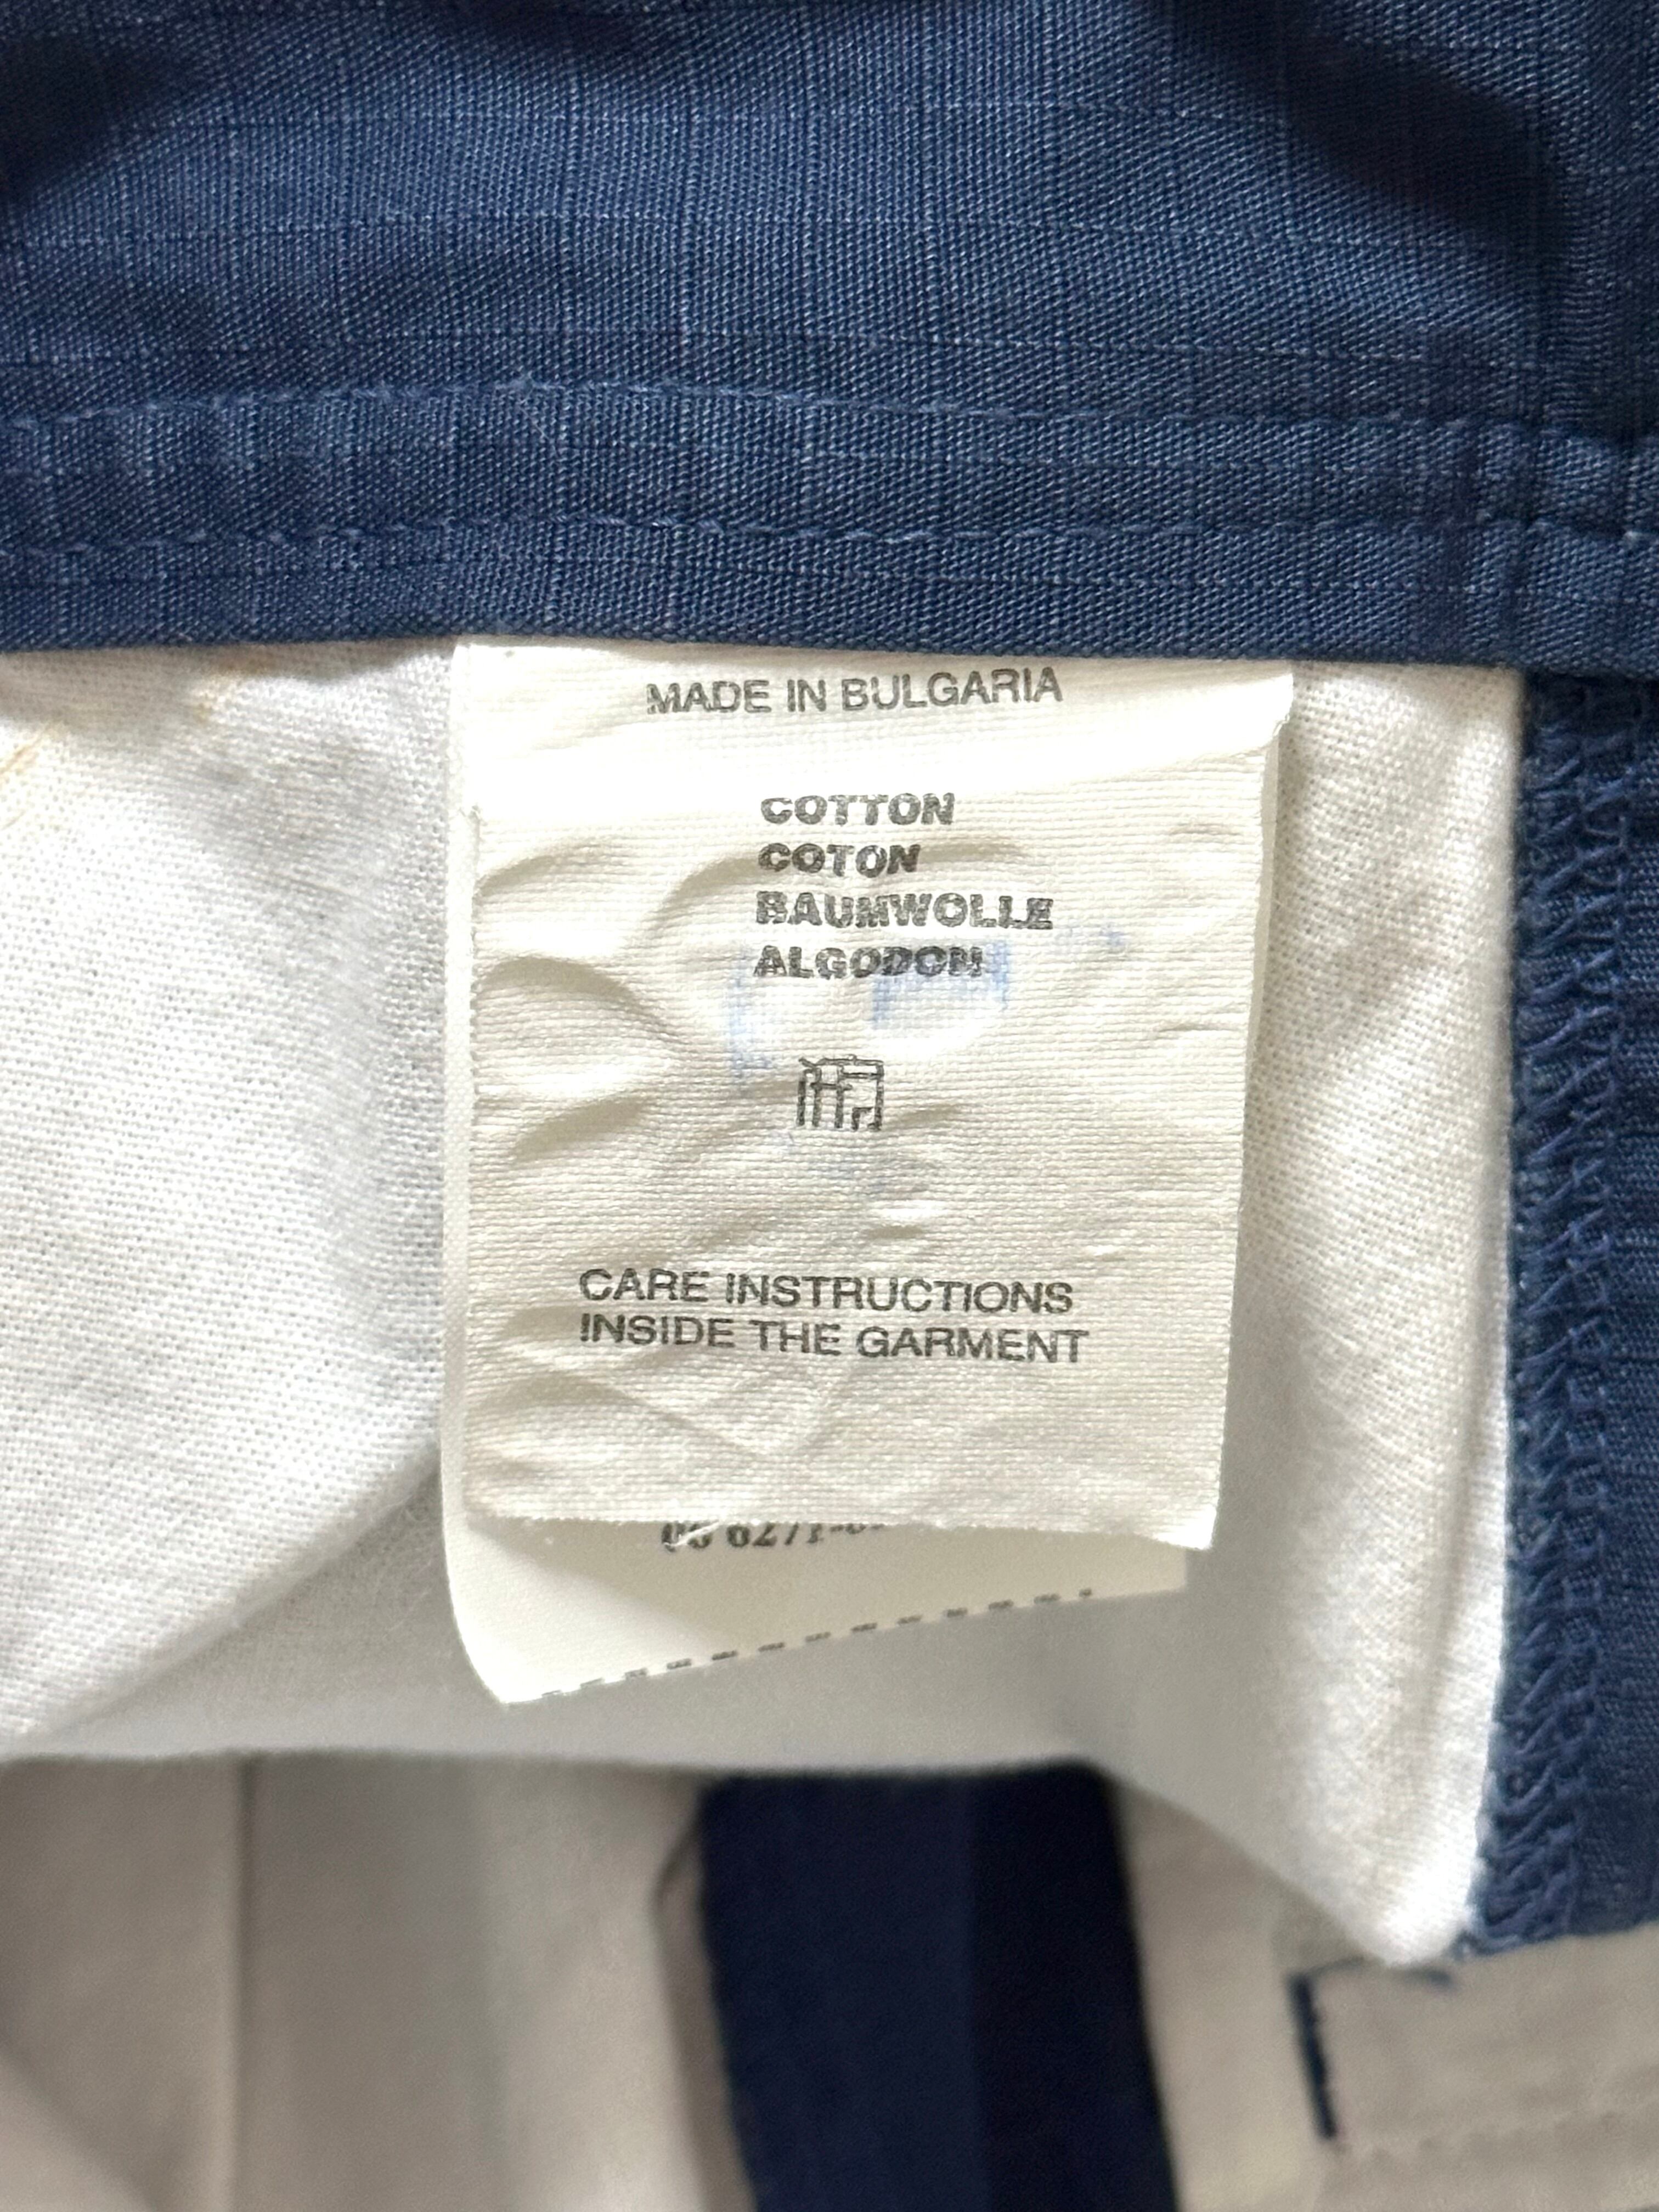 MADE IN BULGARIA
COTTON
COTON
BAUMWOLLE
ALGODON
CARE INSTRUCTIONS
INSIDE THE GARMENT